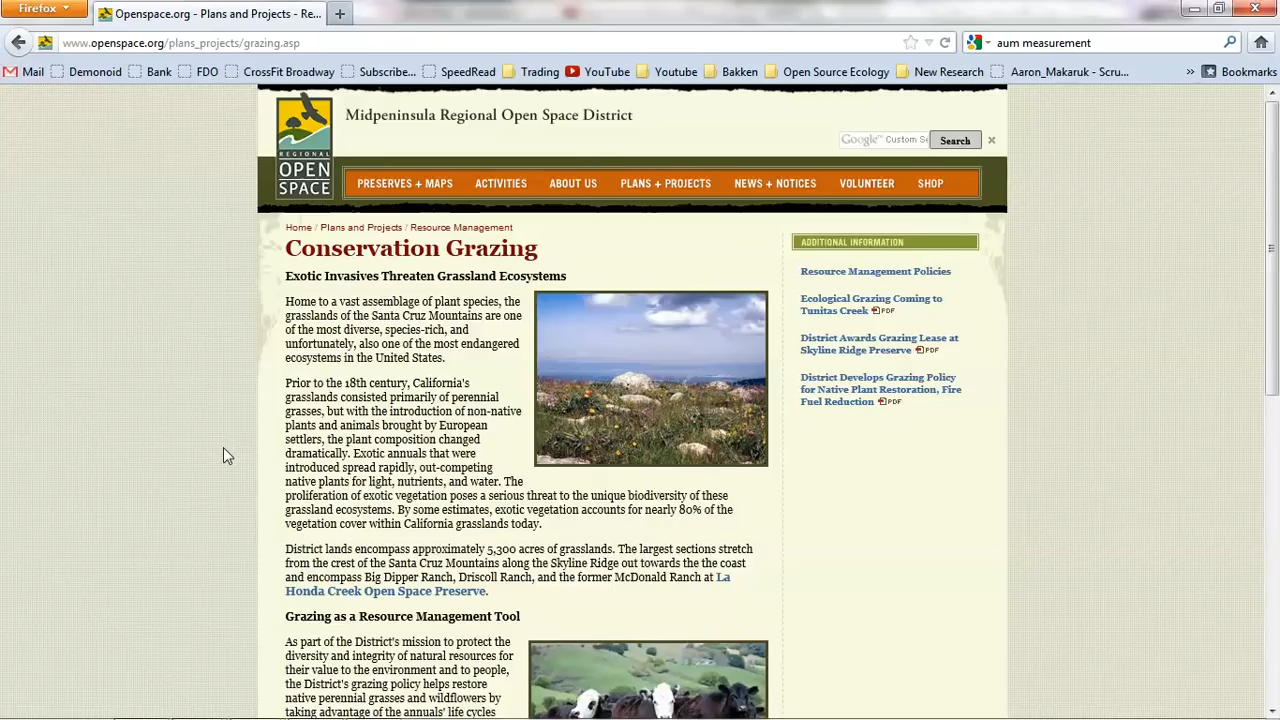 Firefox
Openspace.org - Plans and Projects - Re...
www.openspace.org/plans_projects/grazing.asp
aum measurement
Mail
Demonoid
Bank
FDO
CrossFit Broadway
Subscribe...
SpeedRead
Trading
YouTube
Youtube
Bakken
Open Source Ecology
New Research
Aaron_Makaruk - Scru...
»
Bookmarks
REGIONAL
OPEN
SPACE
Midpeninsula Regional Open Space District
Google™ Custom Se
Search
PRESERVES + MAPS
ACTIVITIES
ABOUT US
PLANS + PROJECTS
NEWS + NOTICES
VOLUNTEER
SHOP
Home / Plans and Projects / Resource Management
Conservation Grazing
Exotic Invasives Threaten Grassland Ecosystems
Home to a vast assemblage of plant species, the
grasslands of the Santa Cruz Mountains are one
of the most diverse, species-rich, and
unfortunately, also one of the most endangered
ecosystems in the United States.
Prior to the 18th century, California's
grasslands consisted primarily of perennial
grasses, but with the introduction of non-native
plants and animals brought by European
settlers, the plant composition changed
dramatically. Exotic annuals that were
introduced spread rapidly, out-competing
native plants for light, nutrients, and water. The
proliferation of exotic vegetation poses a serious threat to the unique biodiversity of these
grassland ecosystems. By some estimates, exotic vegetation accounts for nearly 80% of the
vegetation cover within California grasslands today.
District lands encompass approximately 5,300 acres of grasslands. The largest sections stretch
from the crest of the Santa Cruz Mountains along the Skyline Ridge out towards the the coast
and encompass Big Dipper Ranch, Driscoll Ranch, and the former McDonald Ranch at La
Honda Creek Open Space Preserve.
Grazing as a Resource Management Tool
As part of the District's mission to protect the
diversity and integrity of natural resources for
their value to the environment and to people,
the District's grazing policy helps restore
native perennial grasses and wildflowers by
taking advantage of the annuals' life cycles
ADDITIONAL INFORMATION
Resource Management Policies
Ecological Grazing Coming to
Tunitas Creek PDF
District Awards Grazing Lease at
Skyline Ridge Preserve PDF
District Develops Grazing Policy
for Native Plant Restoration, Fire
Fuel Reduction PDF